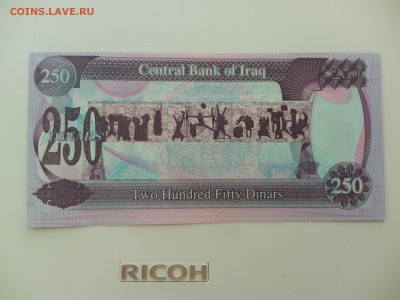 COINS.LAVE.RU
250
Central Bank of Iraq
250
250
Two Hundred Fifty Dinars
250
RICOH